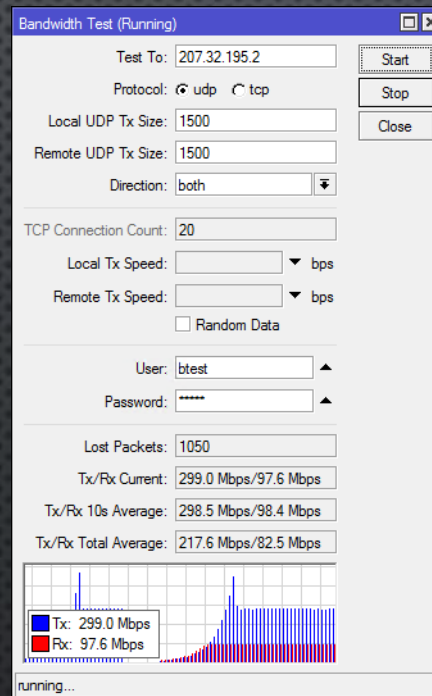 Bandwidth Test (Running)
Test To: 207.32.195.2
Start
Protocol: udp tcp
Stop
Local UDP Tx Size: 1500
Close
Remote UDP Tx Size: 1500
Direction: both
TCP Connection Count: 20
Local Tx Speed: bps
Remote Tx Speed: bps
Random Data
User: btest
Password: *****
Lost Packets: 1050
Tx/Rx Current: 299.0 Mbps/97.6 Mbps
Tx/Rx 10s Average: 298.5 Mbps/98.4 Mbps
Tx/Rx Total Average: 217.6 Mbps/82.5 Mbps
Tx: 299.0 Mbps
Rx: 97.6 Mbps
running...